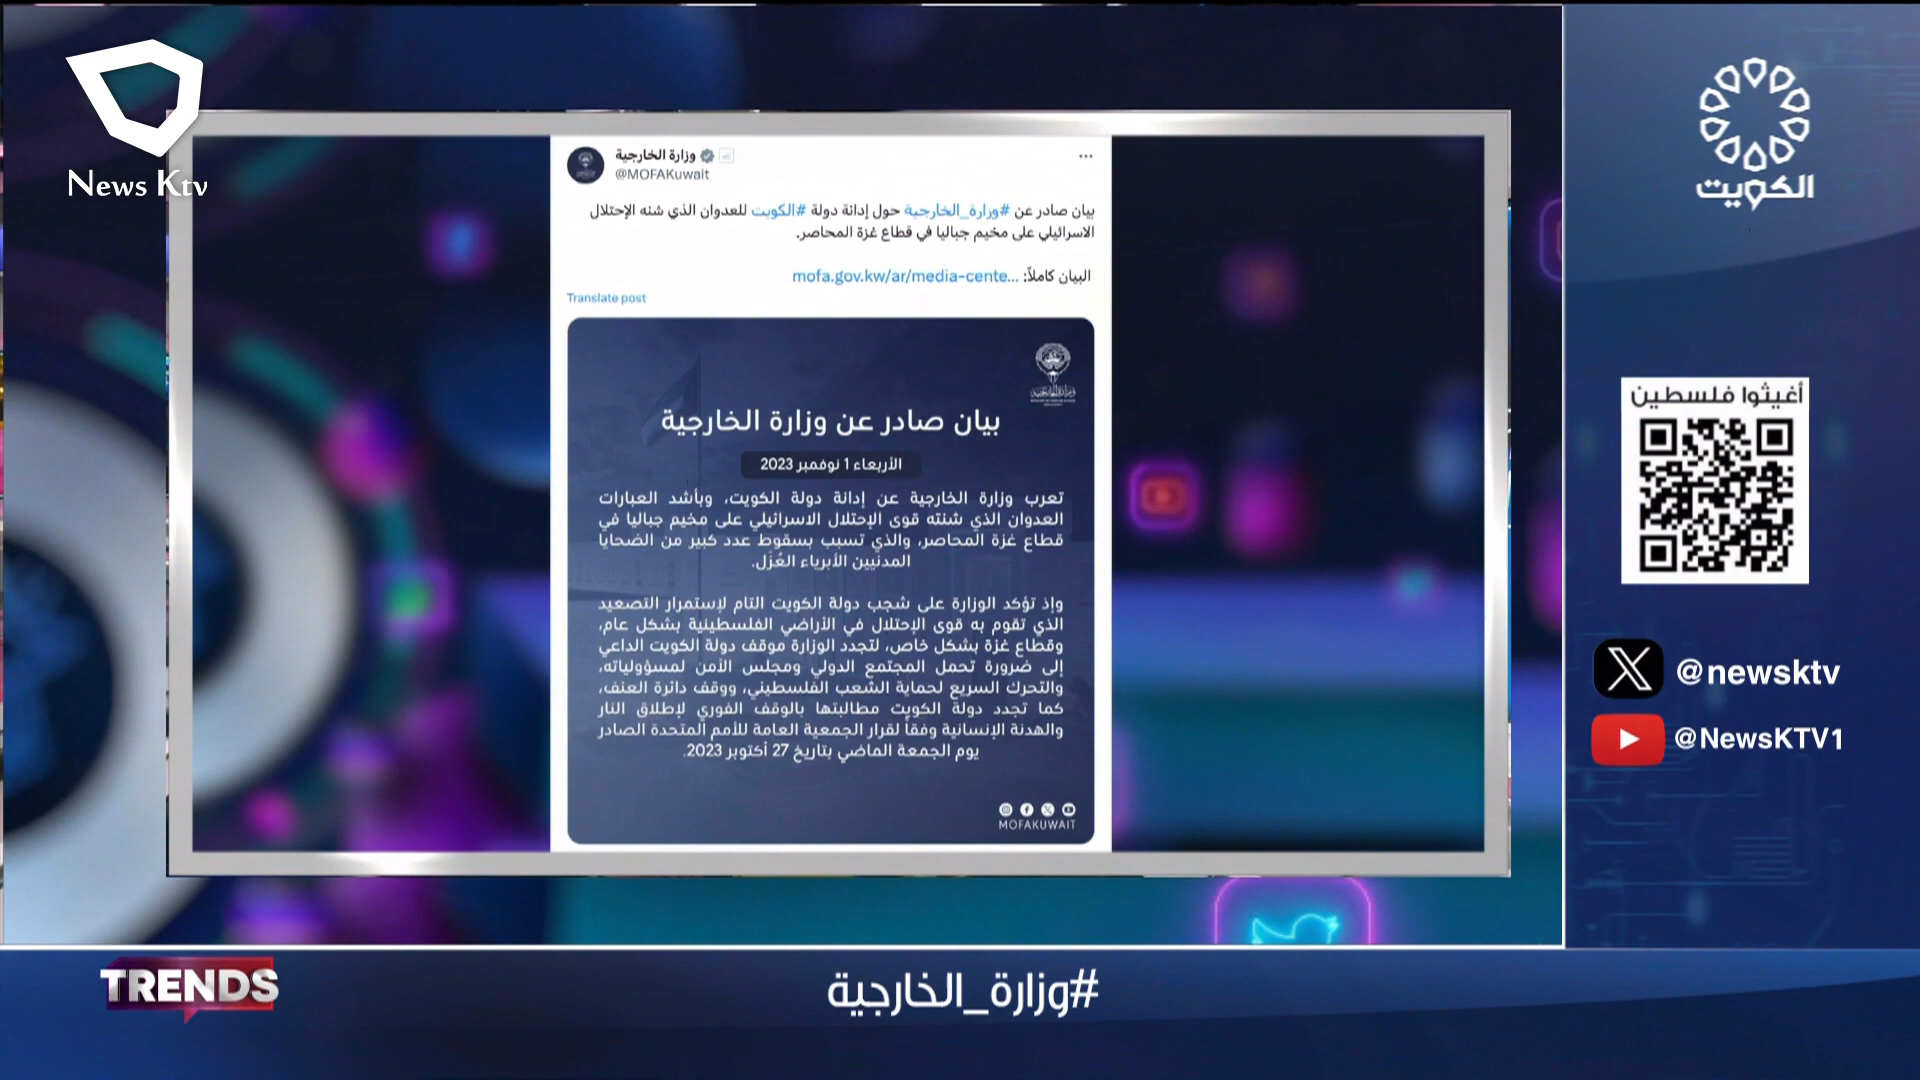 News Ktv
الكويت
وزارة الخارجية
@MOFAKuwait
بيان صادر عن #وزارة_الخارجية حول إدانة دولة #الكويت للعدوان الذي شنه الإحتلال
الاسرائيلي على مخيم جباليا في قطاع غزة المحاصر.
البيان كاملاً: mofa.gov.kw/ar/media-cente...
Translate post
بيان صادر عن وزارة الخارجية
الأربعاء 1 نوفمبر 2023
تعرب وزارة الخارجية عن إدانة دولة الكويت، وبأشد العبارات
العدوان الذي شنته قوى الإحتلال الاسرائيلي على مخيم جباليا في
قطاع غزة المحاصر، والذي تسبب بسقوط عدد كبير من الضحايا
المدنيين الأبرياء العُزَل.
وإذ تؤكد الوزارة على شجب دولة الكويت التام لإستمرار التصعيد
الذي تقوم به قوى الإحتلال في الأراضي الفلسطينية بشكل عام،
وقطاع غزة بشكل خاص، لتجدد الوزارة موقف دولة الكويت الداعي
إلى ضرورة تحمل المجتمع الدولي ومجلس الأمن لمسؤولياته،
والتحرك السريع لحماية الشعب الفلسطيني، ووقف دائرة العنف،
كما تجدد دولة الكويت مطالبتها بالوقف الفوري لإطلاق النار
والهدنة الإنسانية وفقاً لقرار الجمعية العامة للأمم المتحدة الصادر
يوم الجمعة الماضي بتاريخ 27 أكتوبر 2023.
MOFAKUWAIT
أغيثوا فلسطين
@newsktv
@NewsKTV1
TRENDS
#وزارة_الخارجية